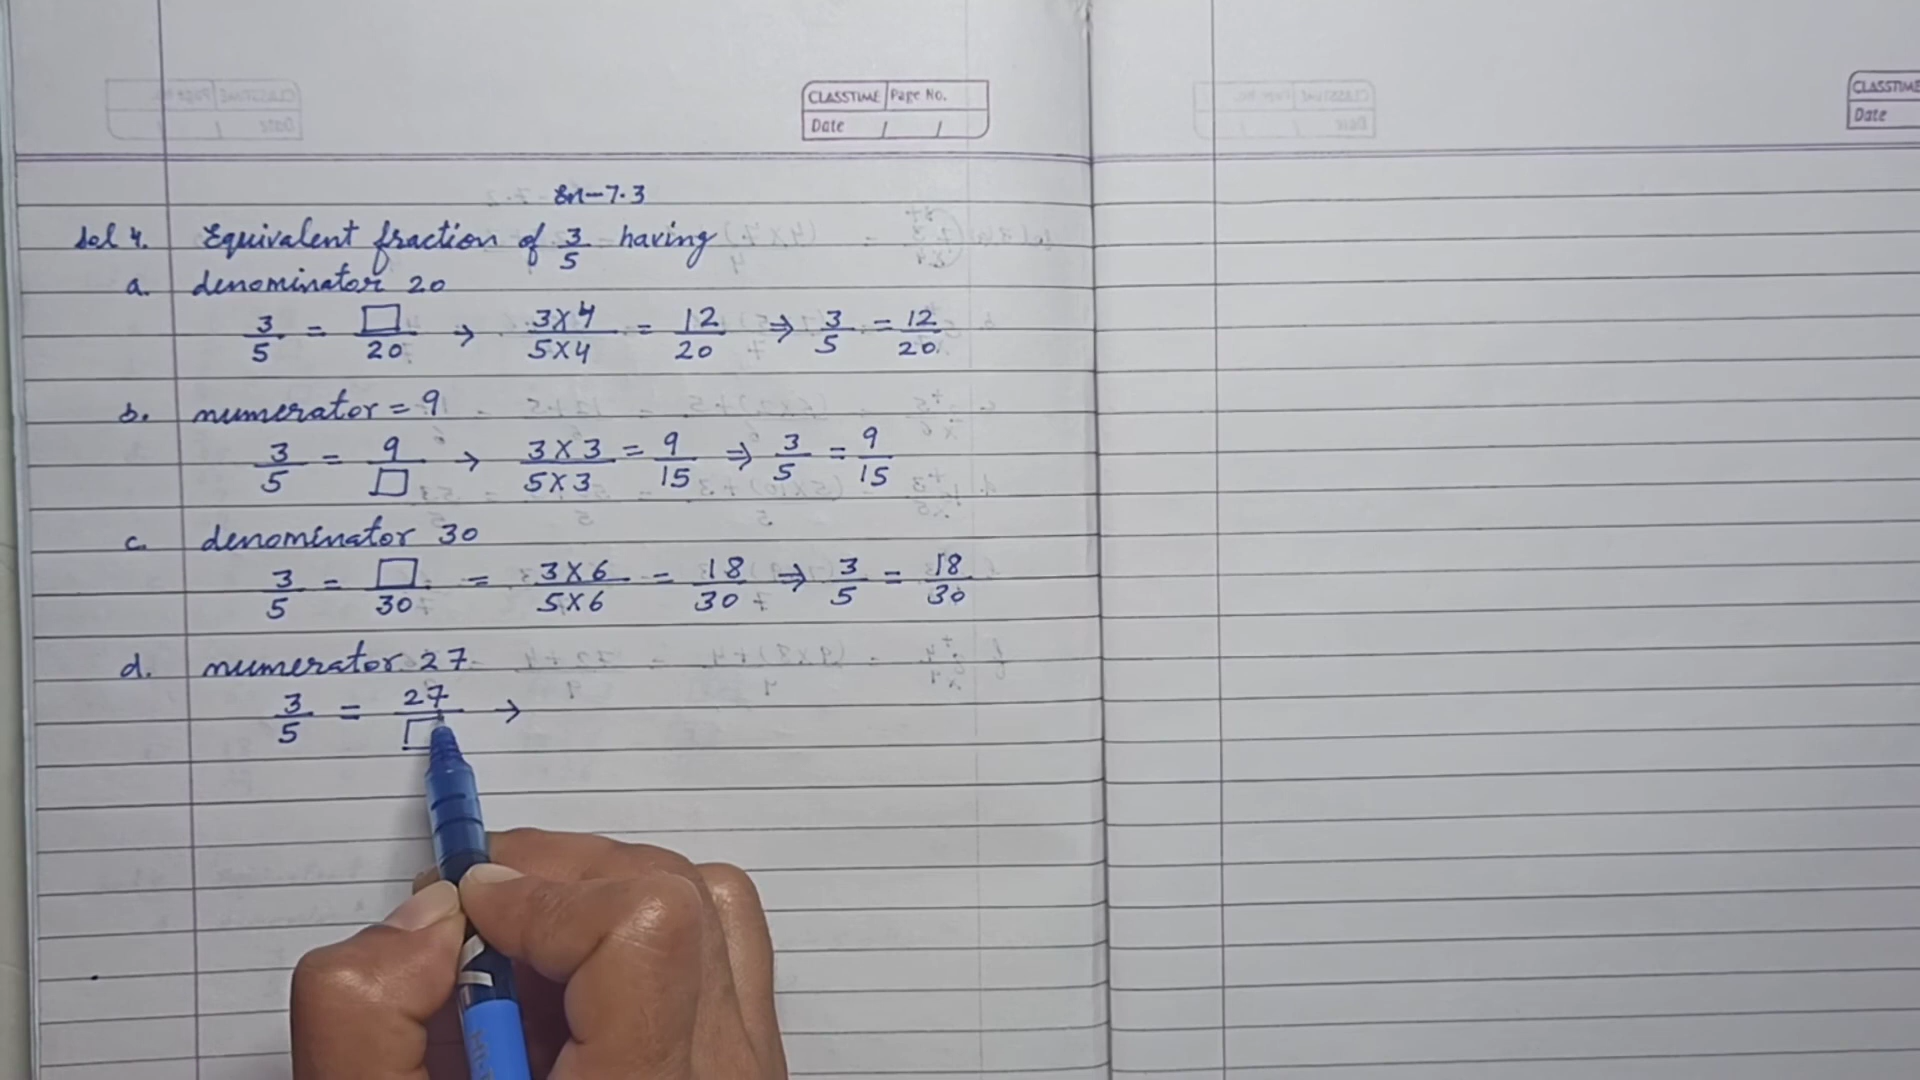 CLASSTIME Page No.
Date / /
CLASSTIME
Date
Ex-7.3
Sol 4. Equivalent fraction of 3/5 having
a. denominator 20
3/5 = □/20 → 3×4/5×4 = 12/20 ⇒ 3/5 = 12/20
b. numerator = 9
3/5 = 9/□ → 3×3/5×3 = 9/15 ⇒ 3/5 = 9/15
c. denominator 30
3/5 = □/30 = 3×6/5×6 = 18/30 ⇒ 3/5 = 18/30
d. numerator 27
3/5 = 27/□ →